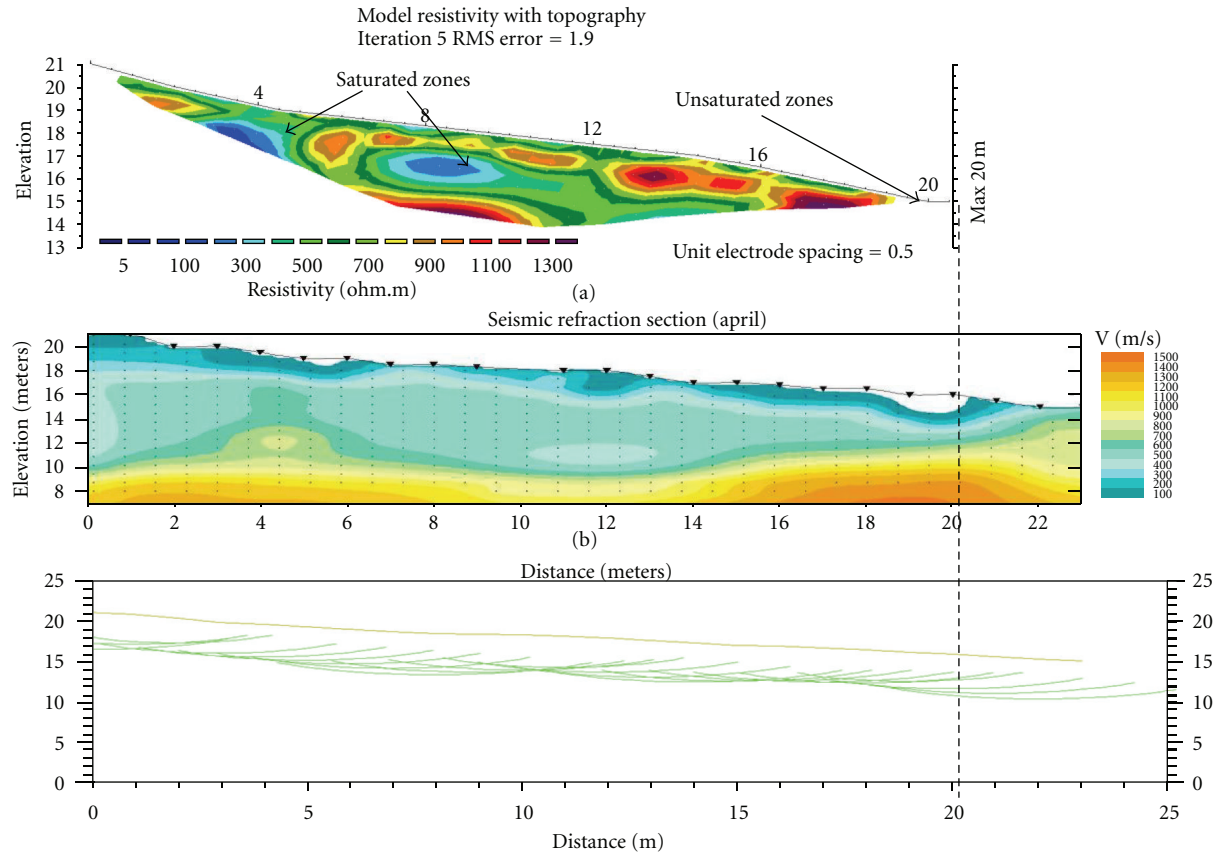 Model resistivity with topography
Iteration 5 RMS error = 1.9
Elevation
21
20
19
18
17
16
15
14
13
Saturated zones
Unsaturated zones
4
8
12
16
20
Max 20 m
Unit electrode spacing = 0.5
5 100 300 500 700 900 1100 1300
Resistivity (ohm.m)
(a)
Seismic refraction section (april)
Elevation (meters)
20
18
16
14
12
10
8
0 2 4 6 8 10 12 14 16 18 20 22
V (m/s)
1500
1400
1300
1200
1100
1000
900
800
700
600
500
400
300
200
100
(b)
Distance (meters)
25
20
15
10
5
0
25
20
15
10
5
0
0 5 10 15 20 25
Distance (m)